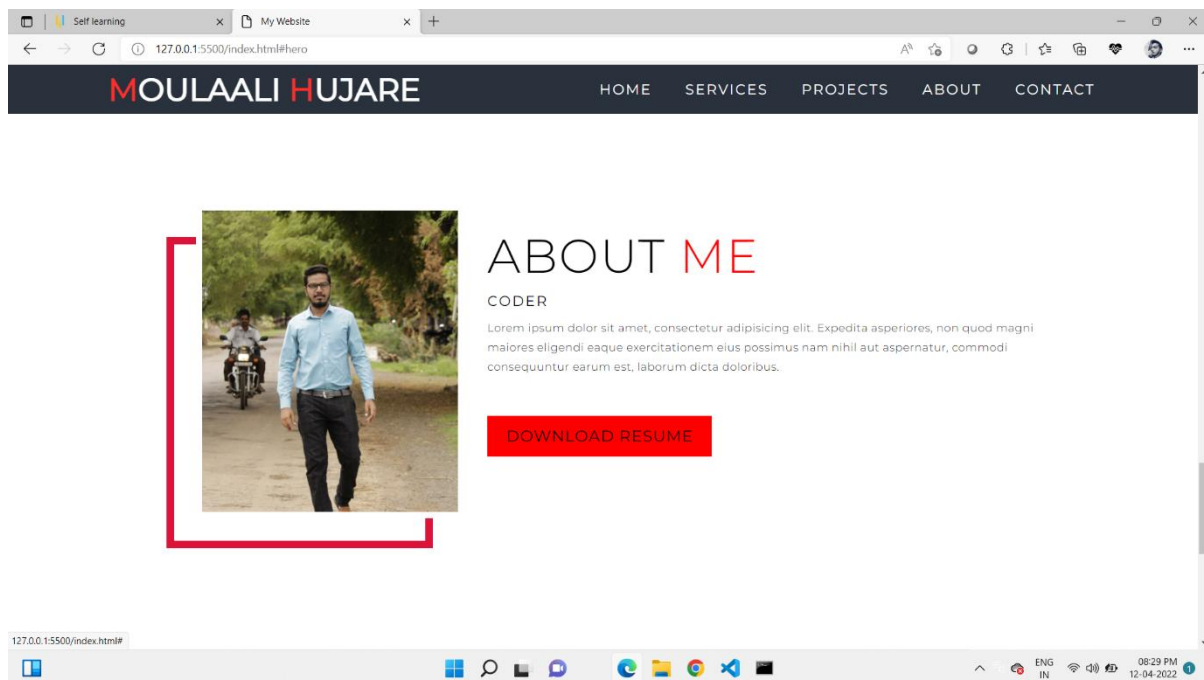 Self learning
My Website
127.0.0.1:5500/index.html#hero
MOULAALI HUJARE
HOME SERVICES PROJECTS ABOUT CONTACT
ABOUT ME
CODER
Lorem ipsum dolor sit amet, consectetur adipisicing elit. Expedita asperiores, non quod magni
maiores eligendi eaque exercitationem eius possimus nam nihil aut aspernatur, commodi
consequuntur earum est, laborum dicta doloribus.
DOWNLOAD RESUME
127.0.0.1:5500/index.html#
ENG
IN
08:29 PM
12-04-2022
1